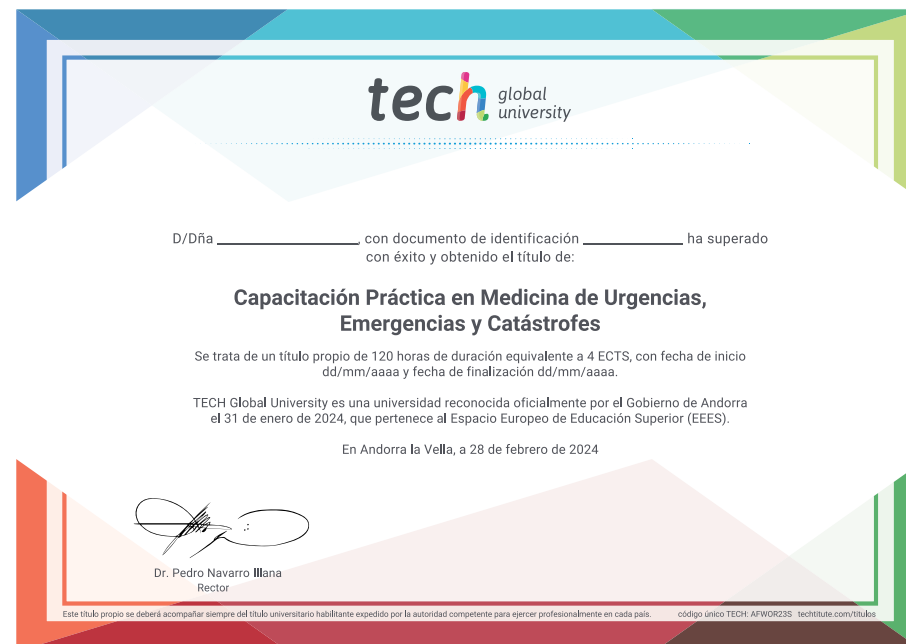 tech global university
D/Dña ____________, con documento de identificación ____________ ha superado
con éxito y obtenido el título de:
Capacitación Práctica en Medicina de Urgencias,
Emergencias y Catástrofes
Se trata de un título propio de 120 horas de duración equivalente a 4 ECTS, con fecha de inicio
dd/mm/aaaa y fecha de finalización dd/mm/aaaa.
TECH Global University es una universidad reconocida oficialmente por el Gobierno de Andorra
el 31 de enero de 2024, que pertenece al Espacio Europeo de Educación Superior (EEES).
En Andorra la Vella, a 28 de febrero de 2024
Dr. Pedro Navarro Illana
Rector
Este título propio se deberá acompañar siempre del título universitario habilitante expedido por la autoridad competente para ejercer profesionalmente en cada país. código único TECH: AFWOR23S techtitute.com/titulos